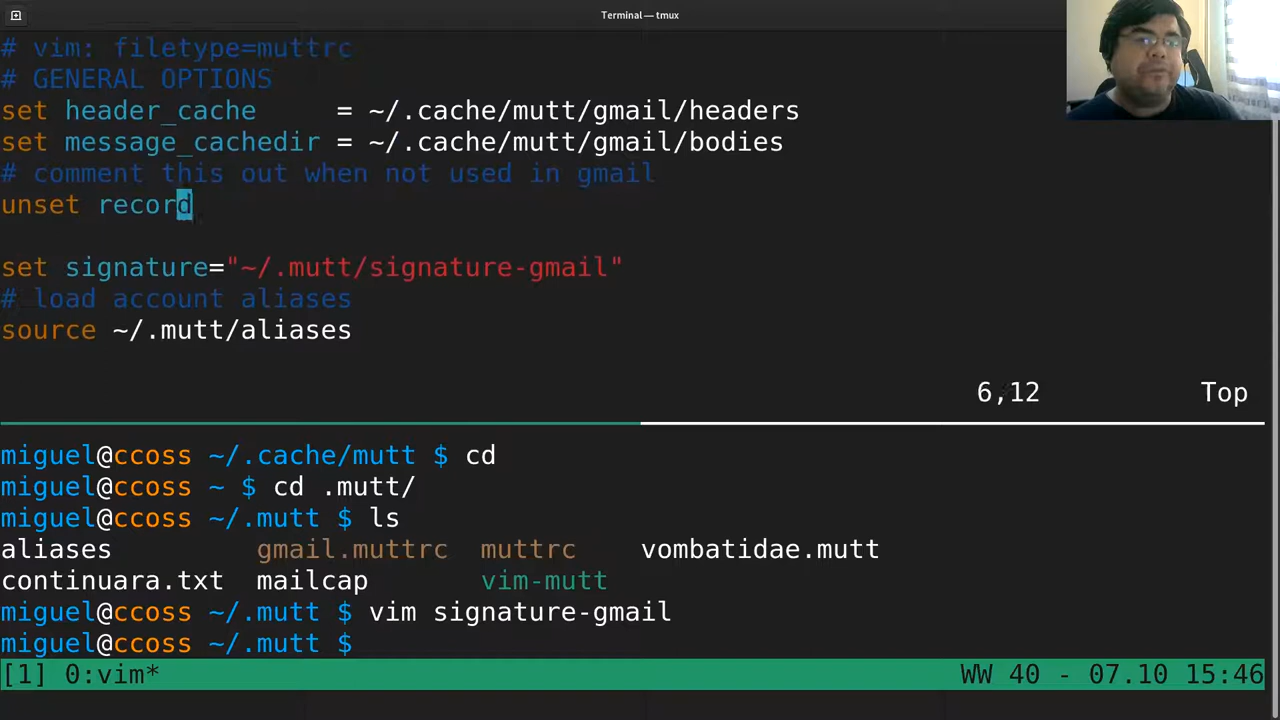 Terminal — tmux
# vim: filetype=muttrc
# GENERAL OPTIONS
set header_cache     = ~/.cache/mutt/gmail/headers
set message_cachedir = ~/.cache/mutt/gmail/bodies
# comment this out when not used in gmail
unset record
set signature="~/.mutt/signature-gmail"
# load account aliases
source ~/.mutt/aliases
6,12          Top
miguel@ccoss ~/.cache/mutt $ cd
miguel@ccoss ~ $ cd .mutt/
miguel@ccoss ~/.mutt $ ls
aliases         gmail.muttrc  muttrc    vombatidae.mutt
continuara.txt  mailcap       vim-mutt
miguel@ccoss ~/.mutt $ vim signature-gmail
miguel@ccoss ~/.mutt $
[1] 0:vim* WW 40 - 07.10 15:46